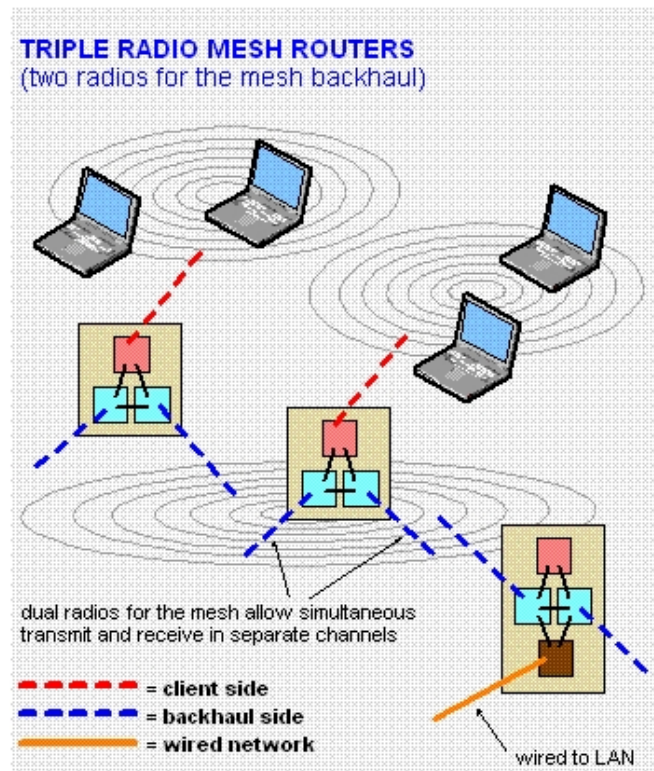 TRIPLE RADIO MESH ROUTERS
(two radios for the mesh backhaul)
dual radios for the mesh allow simultaneous
transmit and receive in separate channels
= client side
= backhaul side
= wired network
wired to LAN